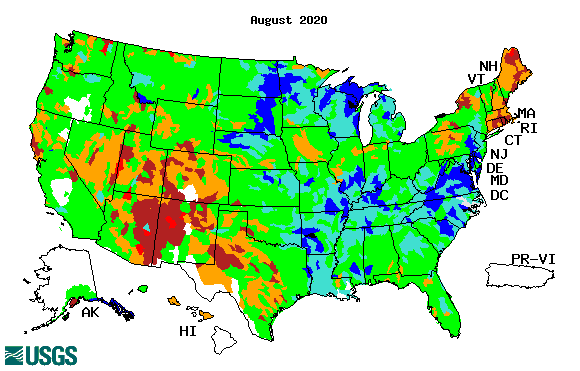 August 2020
NH
VT
MA
RI
CT
NJ
DE
MD
DC
PR-VI
AK
HI
USGS